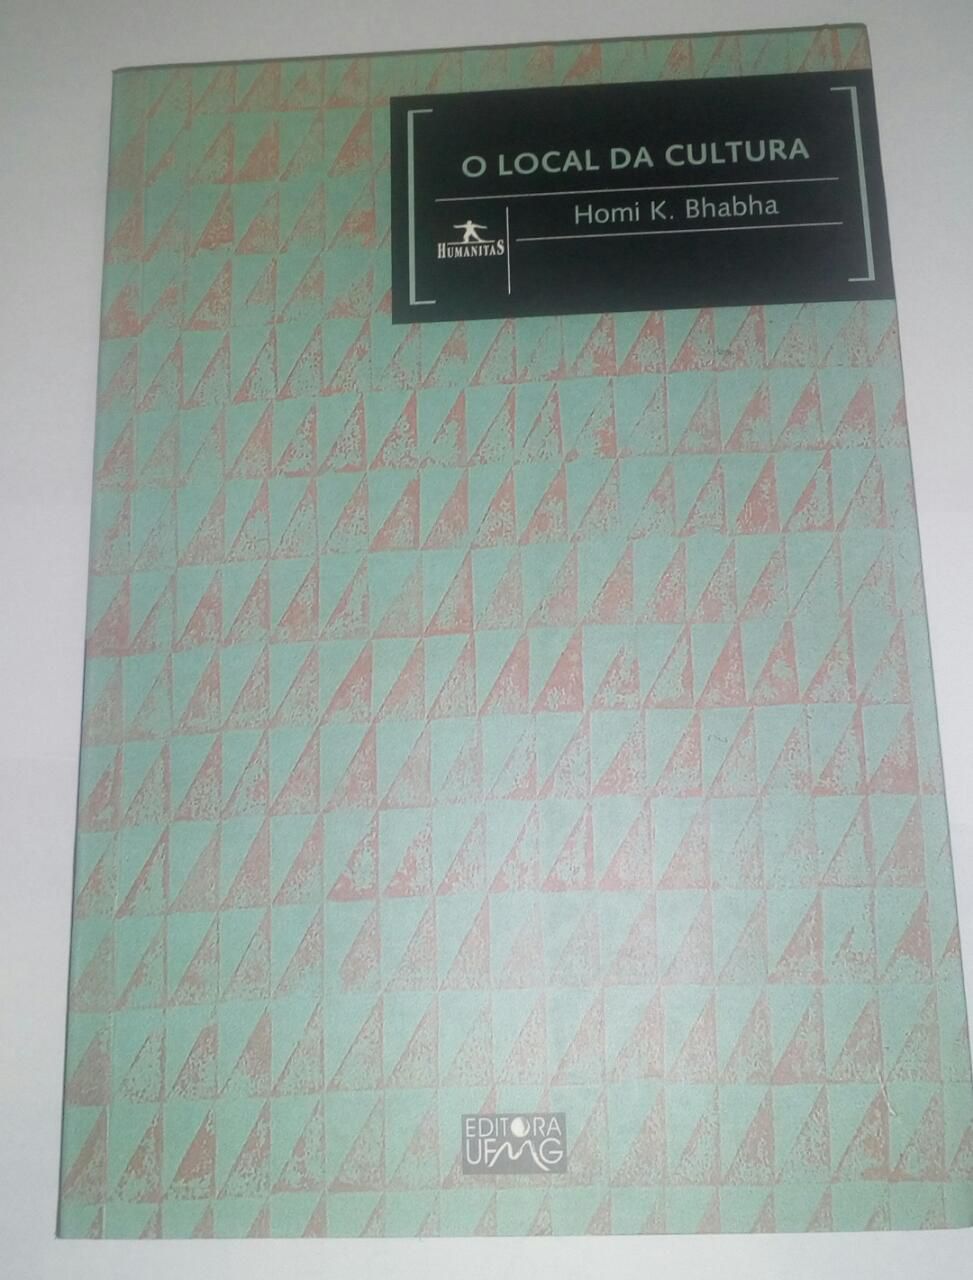 O LOCAL DA CULTURA
Homi K. Bhabha
HUMANITAS
EDITORA
UFMG